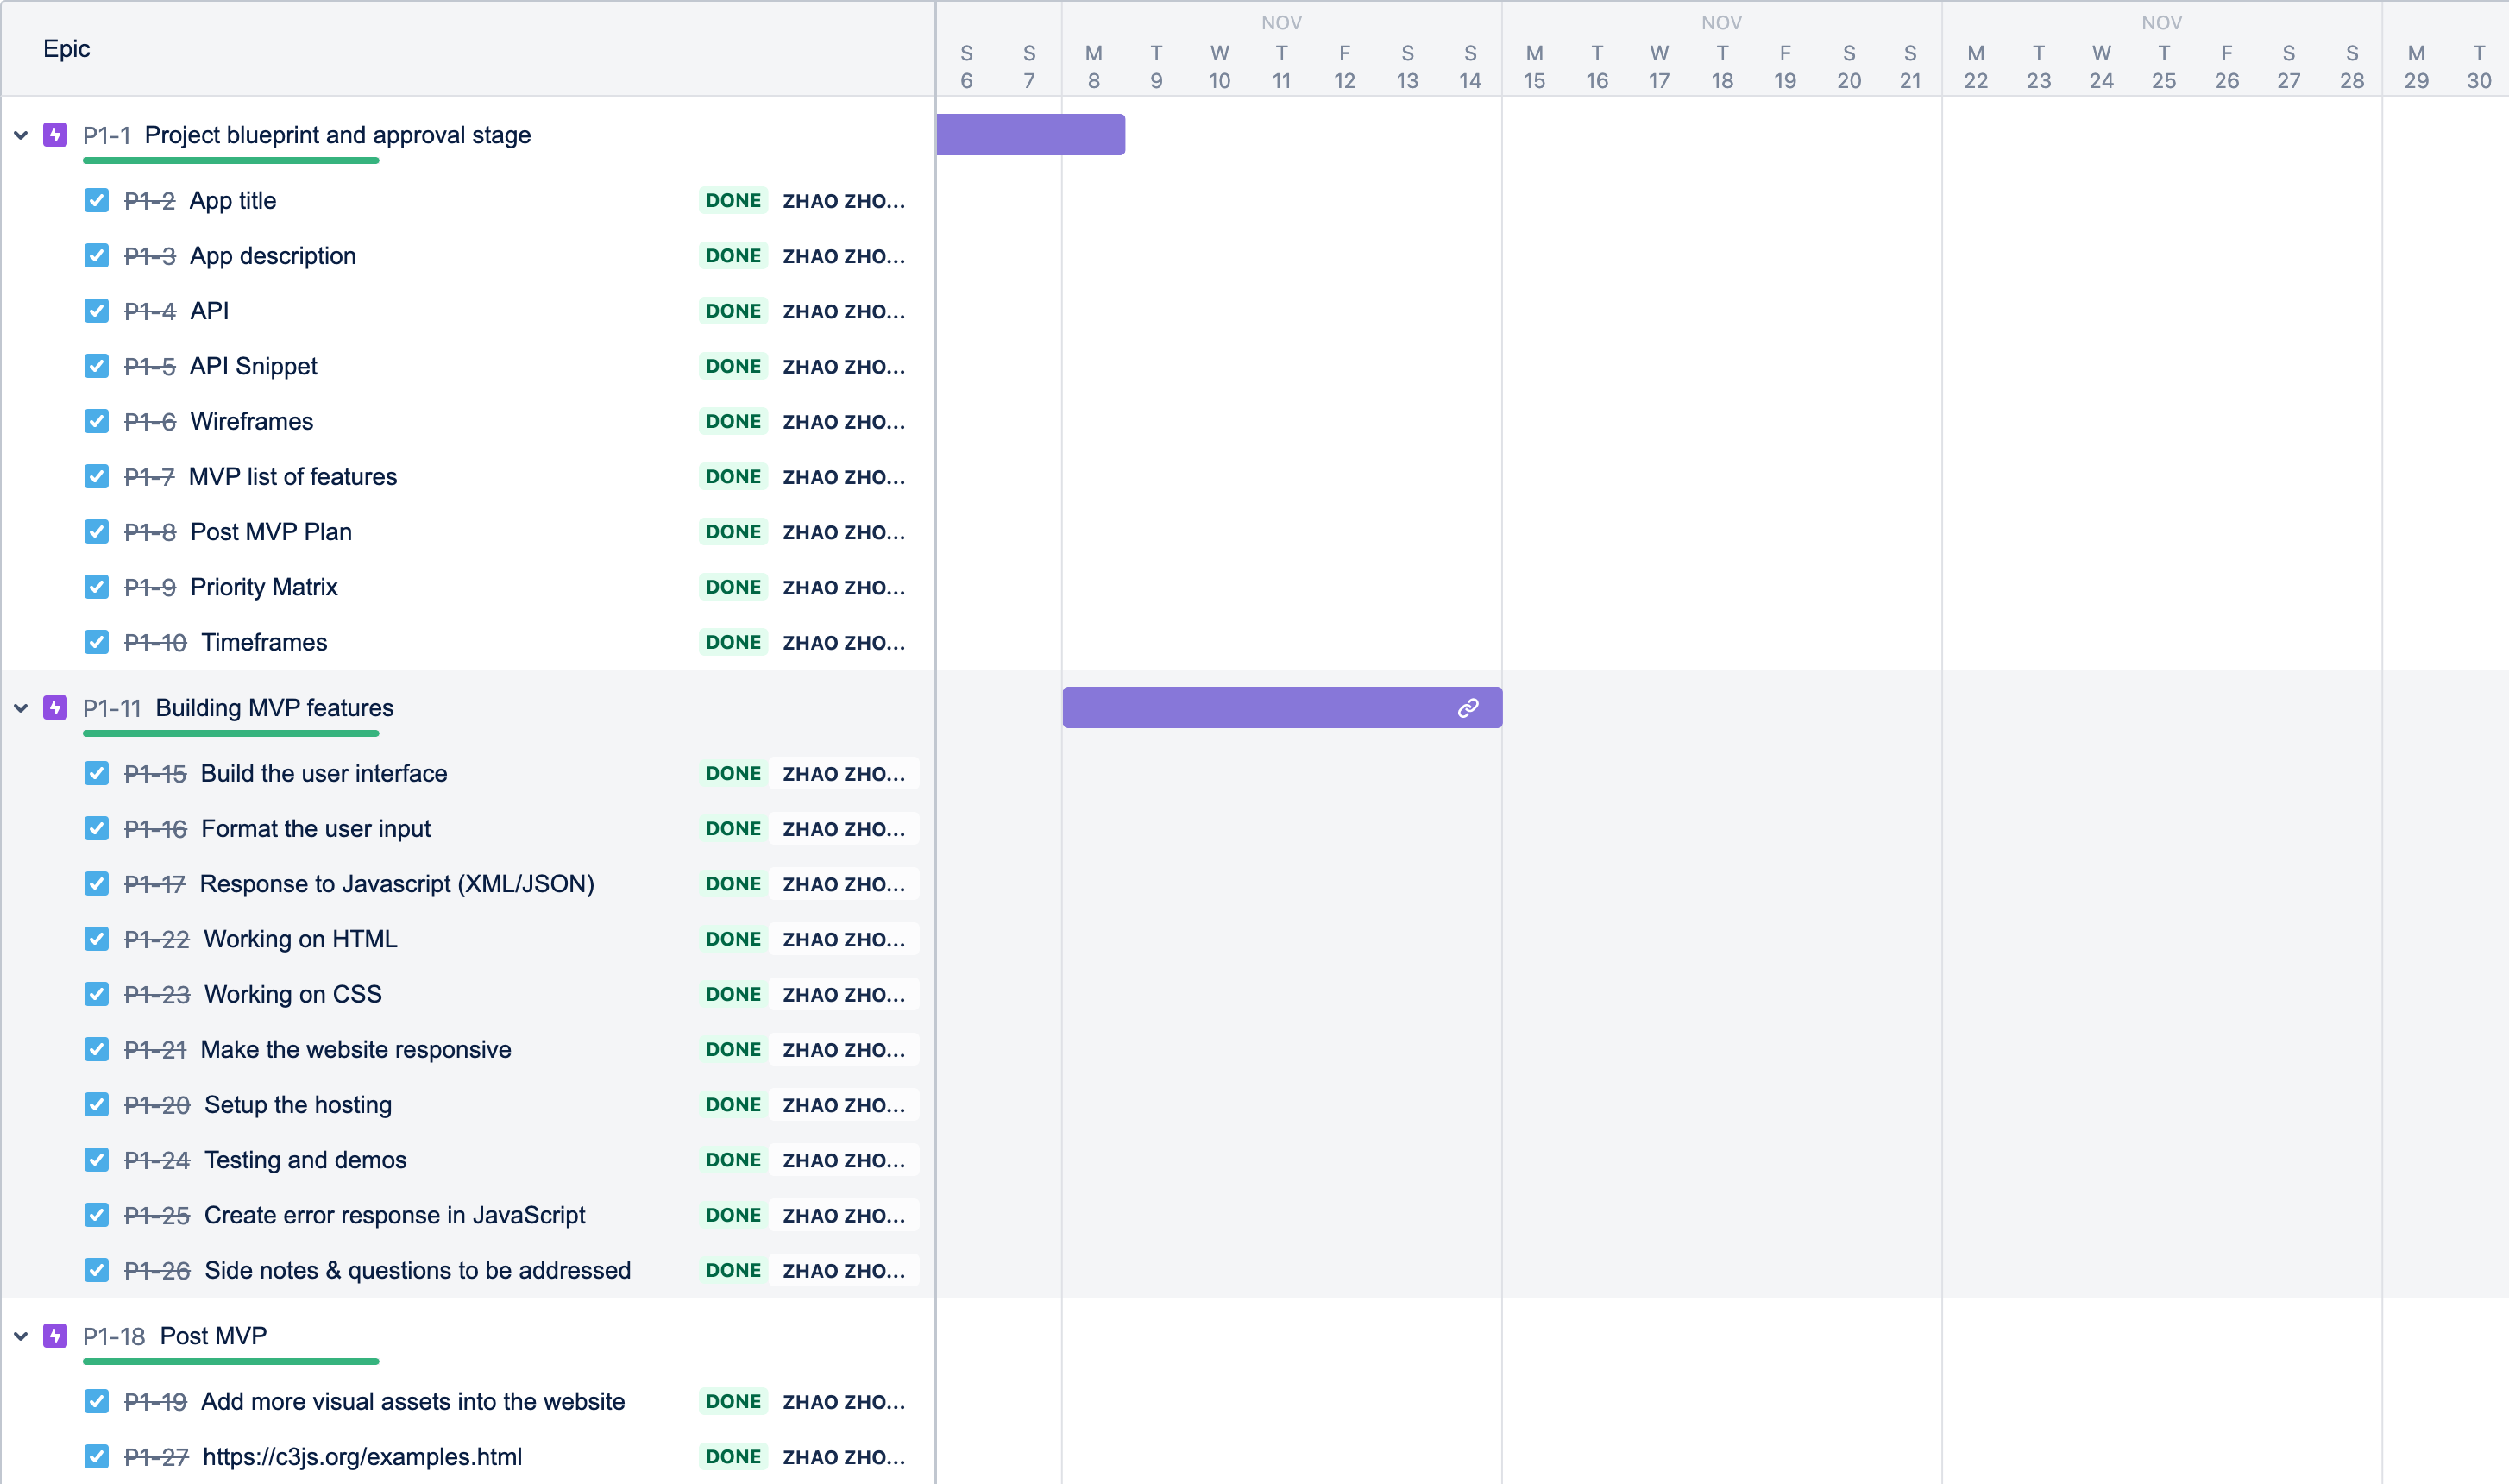 Epic
NOV NOV NOV
S S M T W T F S S M T W T F S S M T W T F S S M T
6 7 8 9 10 11 12 13 14 15 16 17 18 19 20 21 22 23 24 25 26 27 28 29 30
P1-1 Project blueprint and approval stage
P1-2 App title DONE ZHAO ZHO...
P1-3 App description DONE ZHAO ZHO...
P1-4 API DONE ZHAO ZHO...
P1-5 API Snippet DONE ZHAO ZHO...
P1-6 Wireframes DONE ZHAO ZHO...
P1-7 MVP list of features DONE ZHAO ZHO...
P1-8 Post MVP Plan DONE ZHAO ZHO...
P1-9 Priority Matrix DONE ZHAO ZHO...
P1-10 Timeframes DONE ZHAO ZHO...
P1-11 Building MVP features
P1-15 Build the user interface DONE ZHAO ZHO...
P1-16 Format the user input DONE ZHAO ZHO...
P1-17 Response to Javascript (XML/JSON) DONE ZHAO ZHO...
P1-22 Working on HTML DONE ZHAO ZHO...
P1-23 Working on CSS DONE ZHAO ZHO...
P1-21 Make the website responsive DONE ZHAO ZHO...
P1-20 Setup the hosting DONE ZHAO ZHO...
P1-24 Testing and demos DONE ZHAO ZHO...
P1-25 Create error response in JavaScript DONE ZHAO ZHO...
P1-26 Side notes & questions to be addressed DONE ZHAO ZHO...
P1-18 Post MVP
P1-19 Add more visual assets into the website DONE ZHAO ZHO...
P1-27 https://c3js.org/examples.html DONE ZHAO ZHO...